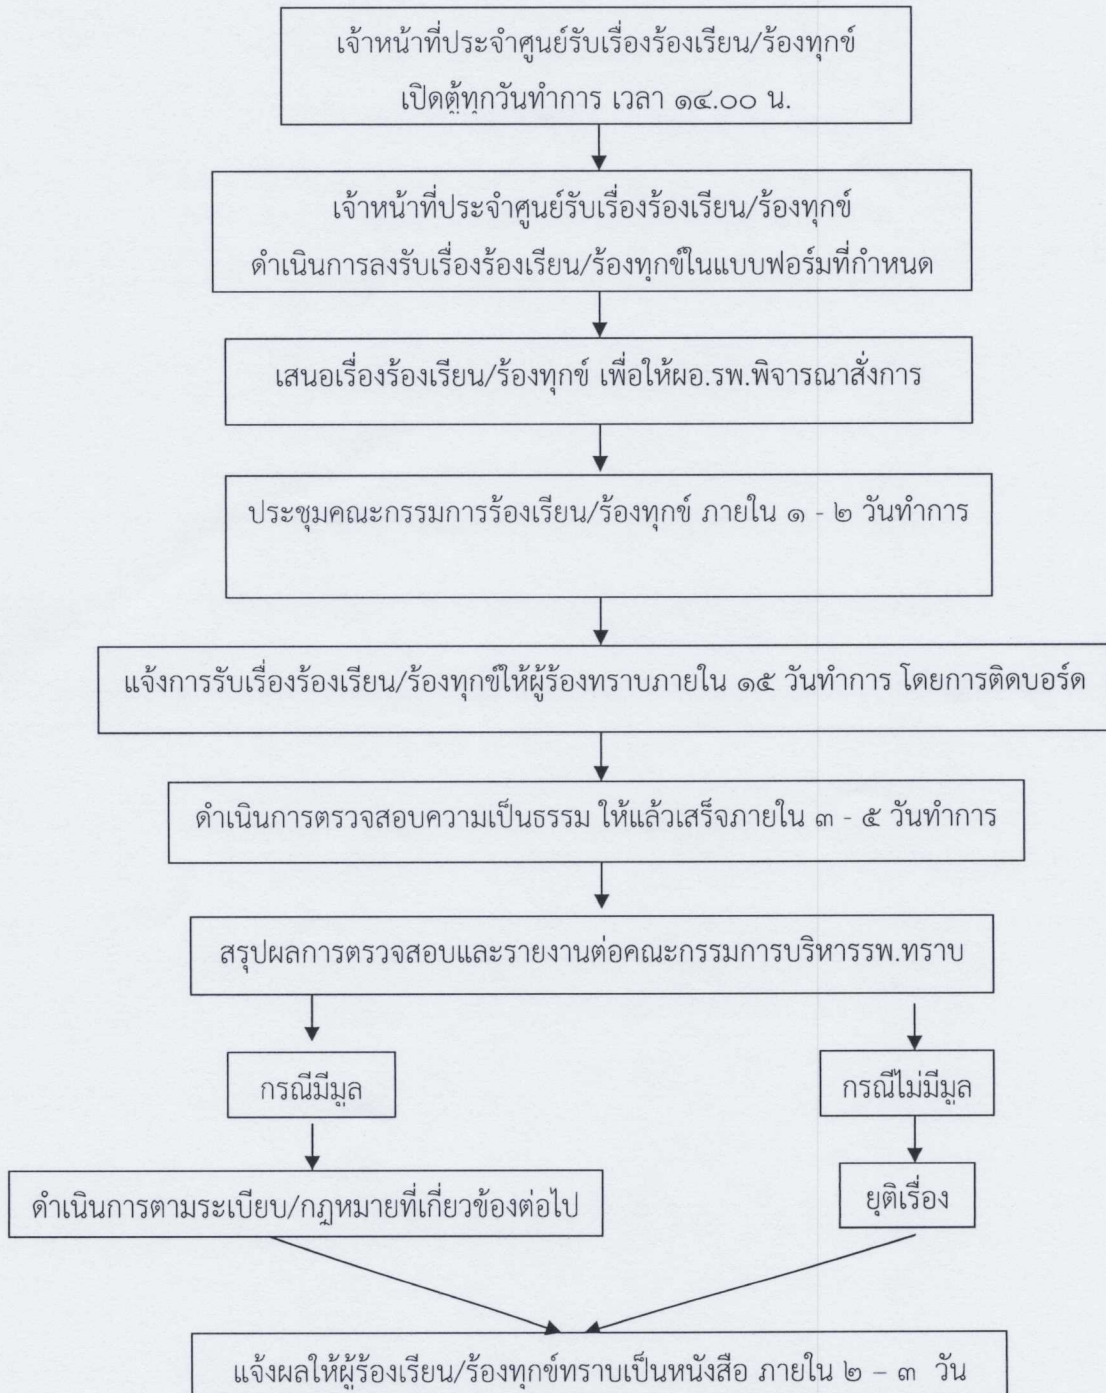 เจ้าหน้าที่ประจำศูนย์รับเรื่องร้องเรียน/ร้องทุกข์
เปิดตู้ทุกวันทำการ เวลา ๑๔.๐๐ น.
เจ้าหน้าที่ประจำศูนย์รับเรื่องร้องเรียน/ร้องทุกข์
ดำเนินการลงรับเรื่องร้องเรียน/ร้องทุกข์ในแบบฟอร์มที่กำหนด
เสนอเรื่องร้องเรียน/ร้องทุกข์ เพื่อให้ผอ.รพ.พิจารณาสั่งการ
ประชุมคณะกรรมการร้องเรียน/ร้องทุกข์ ภายใน ๑ - ๒ วันทำการ
แจ้งการรับเรื่องร้องเรียน/ร้องทุกข์ให้ผู้ร้องทราบภายใน ๑๕ วันทำการ โดยการติดบอร์ด
ดำเนินการตรวจสอบความเป็นธรรม ให้แล้วเสร็จภายใน ๓ - ๕ วันทำการ
สรุปผลการตรวจสอบและรายงานต่อคณะกรรมการบริหารรพ.ทราบ
กรณีมีมูล
กรณีไม่มีมูล
ดำเนินการตามระเบียบ/กฎหมายที่เกี่ยวข้องต่อไป
ยุติเรื่อง
แจ้งผลให้ผู้ร้องเรียน/ร้องทุกข์ทราบเป็นหนังสือ ภายใน ๒ – ๓ วัน